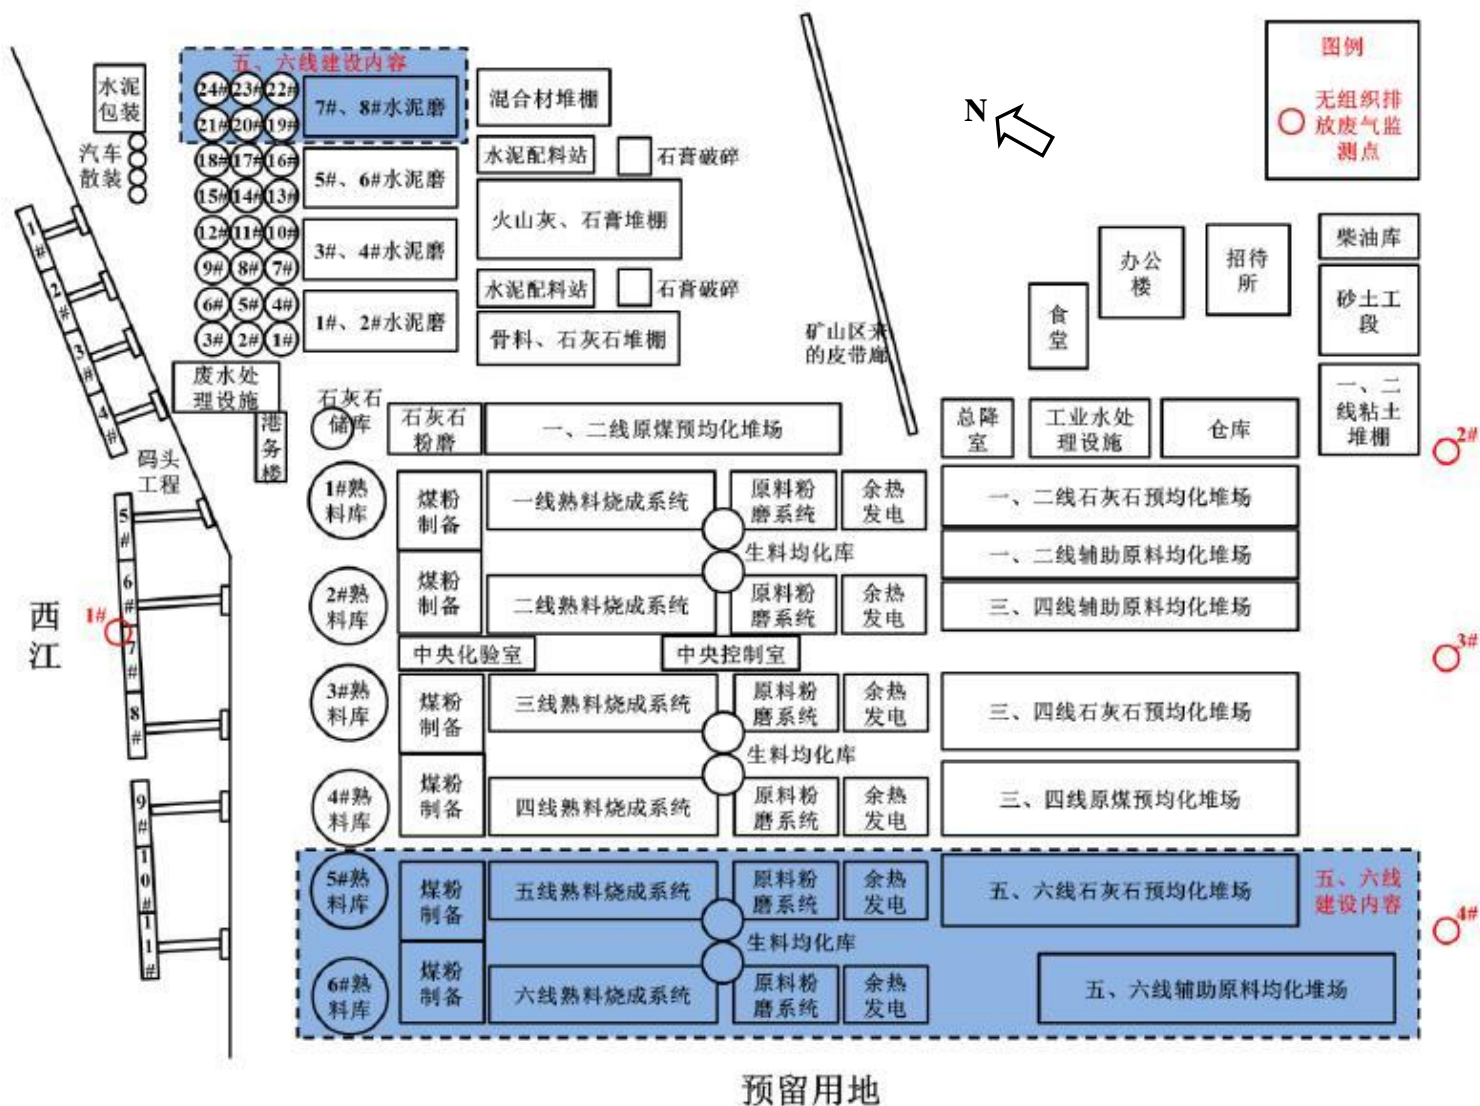 五、六线建设内容
24# 23# 22#
21# 20# 19#
7#、8#水泥磨
混合材堆棚
水泥
包装
汽车
散装
18# 17# 16#
15# 14# 13#
5#、6#水泥磨
水泥配料站
石膏破碎
火山灰、石膏堆棚
12# 11# 10#
9# 8# 7#
3#、4#水泥磨
水泥配料站
石膏破碎
6# 5# 4#
3# 2# 1#
1#、2#水泥磨
骨料、石灰石堆棚
N
图例
无组织排
放废气监
测点
矿山区来
的皮带廊
食
堂
办公
楼
招待
所
柴油库
砂土工
段
一、二
线粘土
堆棚
1#
2#
3#
4#
废水处
理设施
港
务
楼
码头
工程
石灰石
储库
石灰石
粉磨
一、二线原煤预均化堆场
总降
室
工业水处
理设施
仓库
2#
5#
6#
7#
8#
西
江
1#
1#熟
料库
煤粉
制备
一线熟料烧成系统
原料粉
磨系统
余热
发电
一、二线石灰石预均化堆场
生料均化库
一、二线辅助原料均化堆场
2#熟
料库
煤粉
制备
二线熟料烧成系统
原料粉
磨系统
余热
发电
三、四线辅助原料均化堆场
中央化验室
中央控制室
3#
3#熟
料库
煤粉
制备
三线熟料烧成系统
原料粉
磨系统
余热
发电
三、四线石灰石预均化堆场
生料均化库
4#熟
料库
煤粉
制备
四线熟料烧成系统
原料粉
磨系统
余热
发电
三、四线原煤预均化堆场
9#
10#
11#
5#熟
料库
煤粉
制备
五线熟料烧成系统
原料粉
磨系统
余热
发电
五、六线石灰石预均化堆场
五、六线
建设内容
4#
生料均化库
6#熟
料库
煤粉
制备
六线熟料烧成系统
原料粉
磨系统
余热
发电
五、六线辅助原料均化堆场
预留用地